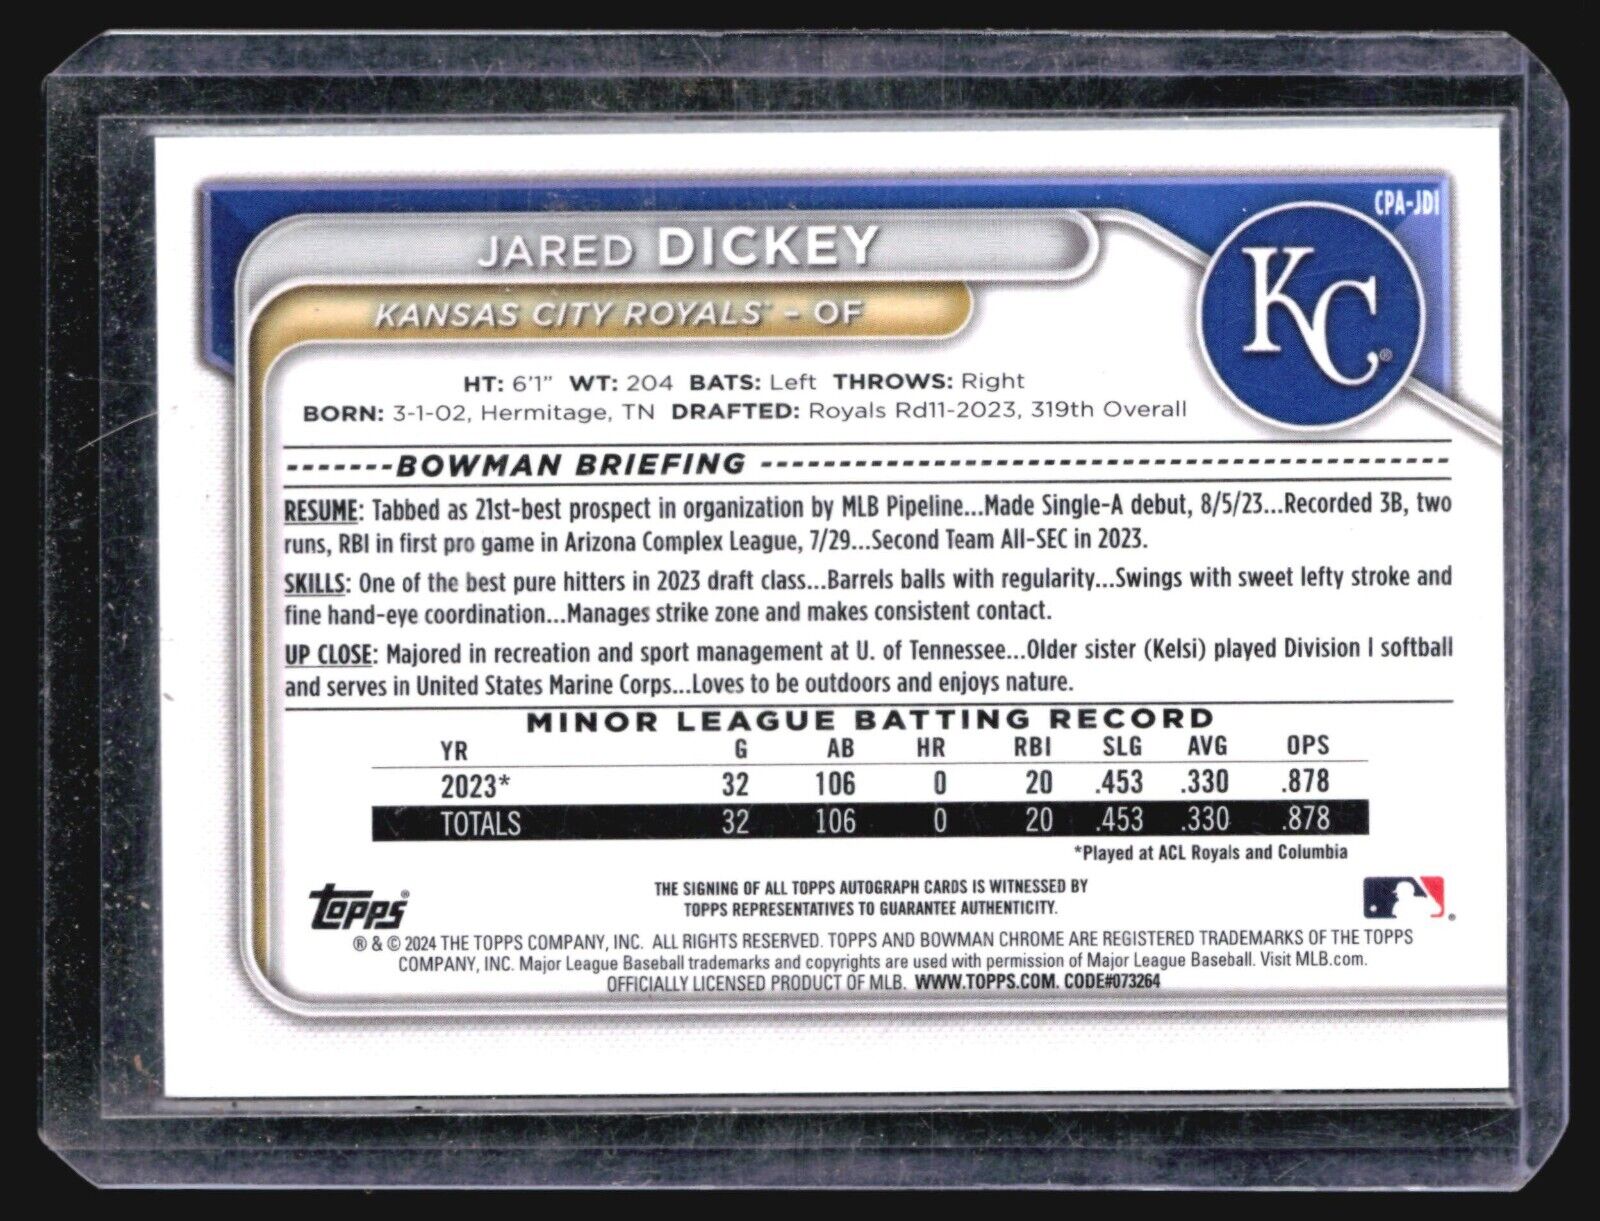 CPA-JDI
JARED DICKEY
KANSAS CITY ROYALS™ - OF
KC®
HT: 6'1" WT: 204 BATS: Left THROWS: Right
BORN: 3-1-02, Hermitage, TN DRAFTED: Royals Rd11-2023, 319th Overall
-------BOWMAN BRIEFING ------------------------------------
RESUME: Tabbed as 21st-best prospect in organization by MLB Pipeline...Made Single-A debut, 8/5/23...Recorded 3B, two
runs, RBI in first pro game in Arizona Complex League, 7/29...Second Team All-SEC in 2023.
SKILLS: One of the best pure hitters in 2023 draft class...Barrels balls with regularity...Swings with sweet lefty stroke and
fine hand-eye coordination...Manages strike zone and makes consistent contact.
UP CLOSE: Majored in recreation and sport management at U. of Tennessee...Older sister (Kelsi) played Division I softball
and serves in United States Marine Corps...Loves to be outdoors and enjoys nature.
MINOR LEAGUE BATTING RECORD
YR G AB HR RBI SLG AVG OPS
2023* 32 106 0 20 .453 .330 .878
TOTALS 32 106 0 20 .453 .330 .878
*Played at ACL Royals and Columbia
topps®
THE SIGNING OF ALL TOPPS AUTOGRAPH CARDS IS WITNESSED BY
TOPPS REPRESENTATIVES TO GUARANTEE AUTHENTICITY.
® & © 2024 THE TOPPS COMPANY, INC. ALL RIGHTS RESERVED. TOPPS AND BOWMAN CHROME ARE REGISTERED TRADEMARKS OF THE TOPPS
COMPANY, INC. Major League Baseball trademarks and copyrights are used with permission of Major League Baseball. Visit MLB.com.
OFFICIALLY LICENSED PRODUCT OF MLB. WWW.TOPPS.COM. CODE#073264